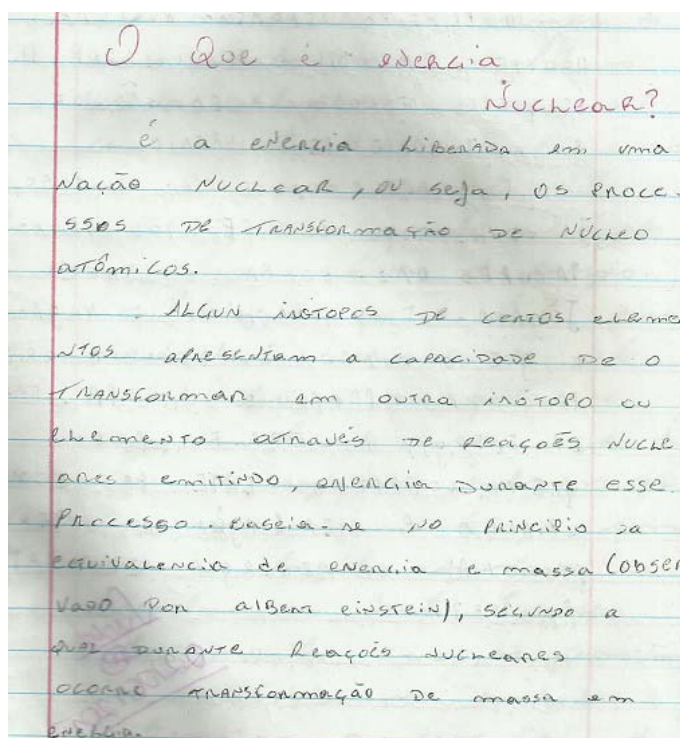 O Que é energia
Nuclear?
é a energia liberada em uma
Nação Nuclear, ou seja, os proce-
ssos de transformação de núcleo
atômicos.
Algun isótopos de certos eleme
ntos apresentam a capacidade de o
transformar em outra isótopo ou
elemento através de reações nucle
ares emitindo, energia durante esse
processo. Baseia-se no princípio da
equivalencia de energia e massa (obser
vado por albert einstein), segundo a
qual durante reações nucleares
ocorre transformação de massa em
energia.